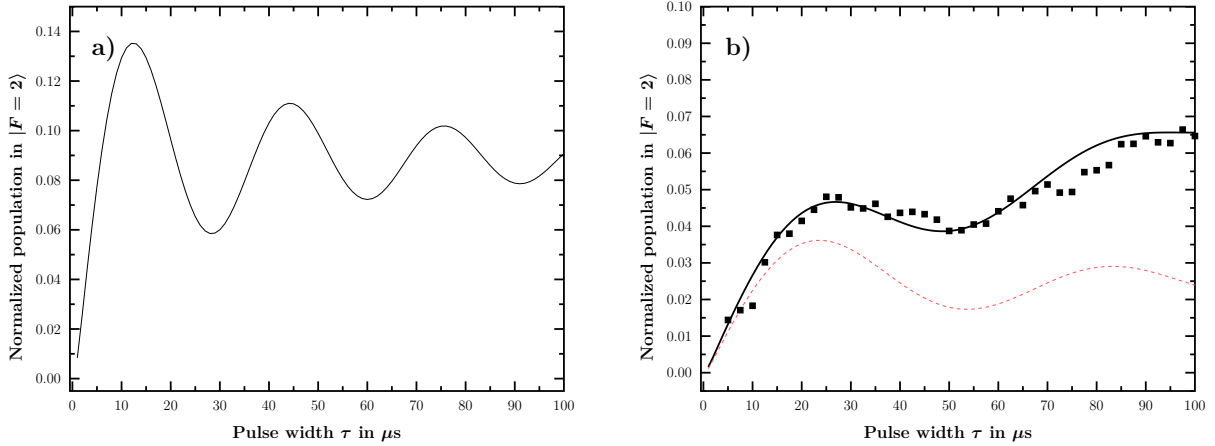 a)
Normalized population in |F = 2⟩
0.14
0.12
0.10
0.08
0.06
0.04
0.02
0.00
0 10 20 30 40 50 60 70 80 90 100
Pulse width τ in μs
b)
Normalized population in |F = 2⟩
0.10
0.09
0.08
0.07
0.06
0.05
0.04
0.03
0.02
0.01
0.00
0 10 20 30 40 50 60 70 80 90 100
Pulse width τ in μs